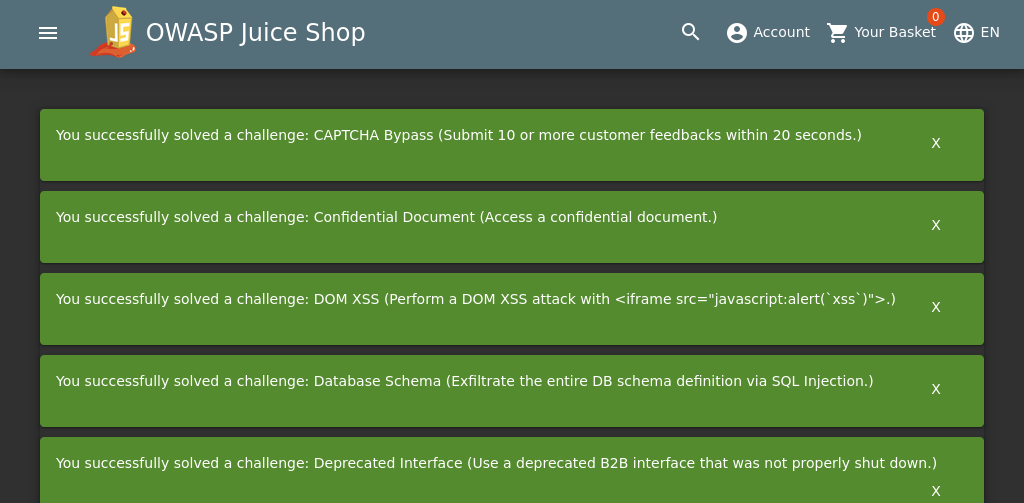 OWASP Juice Shop
Account
0
Your Basket
EN
You successfully solved a challenge: CAPTCHA Bypass (Submit 10 or more customer feedbacks within 20 seconds.)
X
You successfully solved a challenge: Confidential Document (Access a confidential document.)
X
You successfully solved a challenge: DOM XSS (Perform a DOM XSS attack with <iframe src="javascript:alert(`xss`)">.)
X
You successfully solved a challenge: Database Schema (Exfiltrate the entire DB schema definition via SQL Injection.)
X
You successfully solved a challenge: Deprecated Interface (Use a deprecated B2B interface that was not properly shut down.)
X